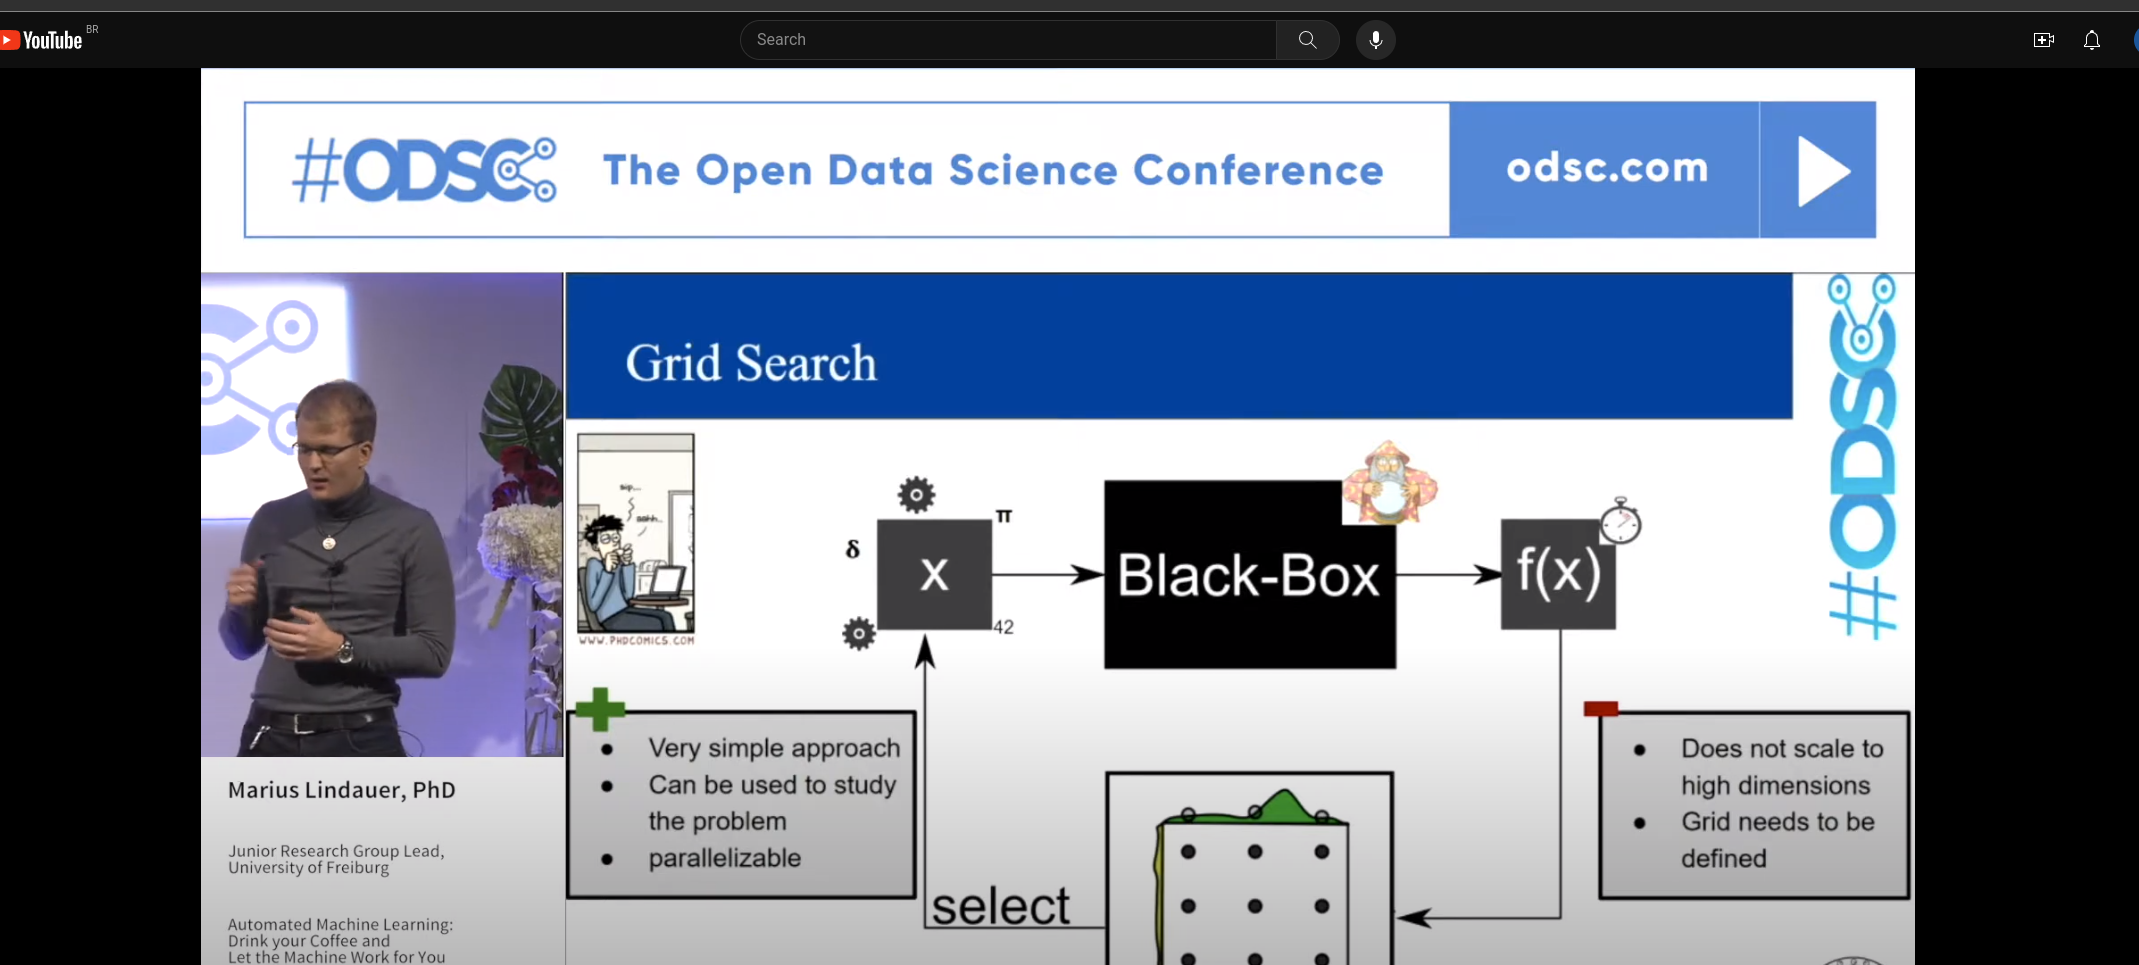 YouTube BR
Search
#ODSC The Open Data Science Conference odsc.com
Grid Search
#ODSC
sip...
aahh..
WWW.PHDCOMICS.COM
δ
π
x
42
Black-Box
f(x)
Very simple approach
Can be used to study
the problem
parallelizable
Does not scale to
high dimensions
Grid needs to be
defined
select
Marius Lindauer, PhD
Junior Research Group Lead,
University of Freiburg
Automated Machine Learning:
Drink your Coffee and
Let the Machine Work for You